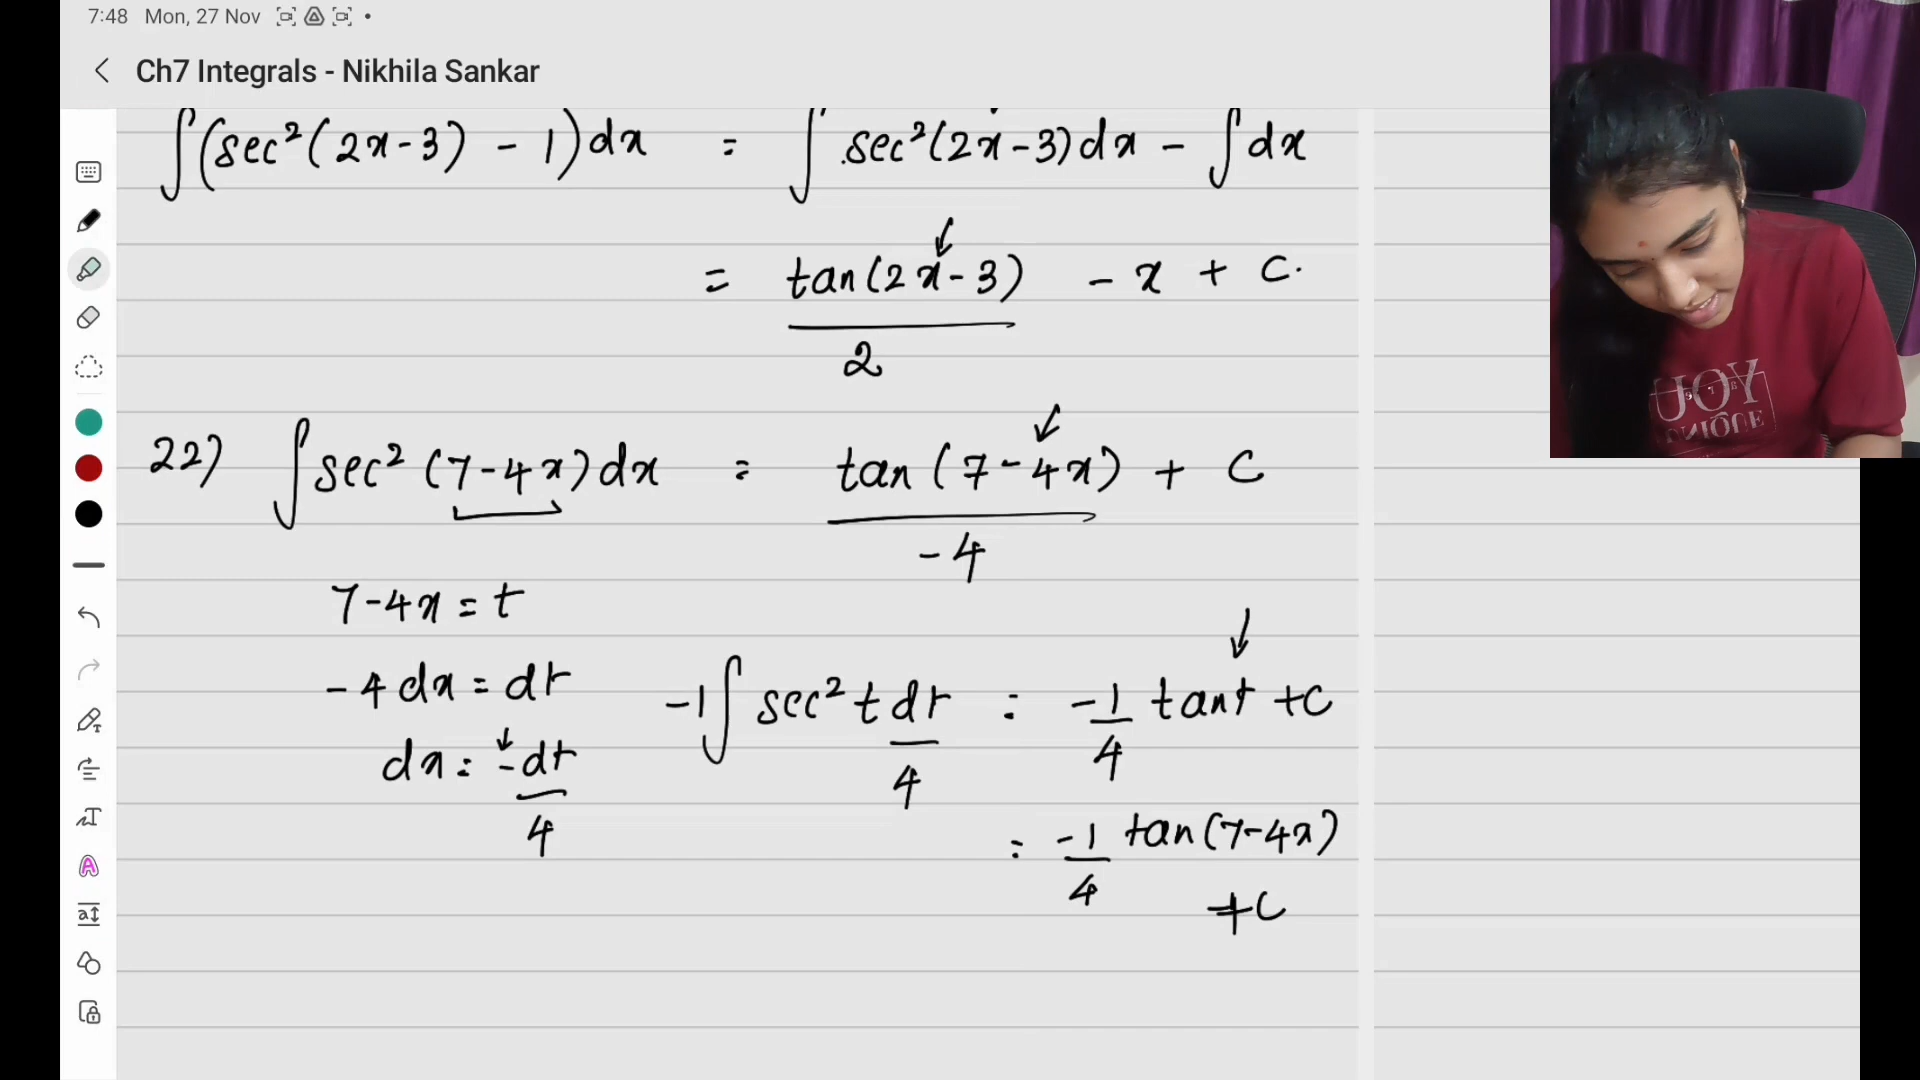 7:48 Mon, 27 Nov
Ch7 Integrals - Nikhila Sankar
∫(sec²(2x-3) - 1)dx = ∫sec²(2x-3)dx - ∫dx
= tan(2x-3)/2 - x + C.
22) ∫sec²(7-4x)dx = tan(7-4x)/-4 + C
7-4x = t
-4dx = dt
-1∫sec²t dt/4 = -1/4 tant + C
dx = -dt/4
= -1/4 tan(7-4x)
+C
YOU